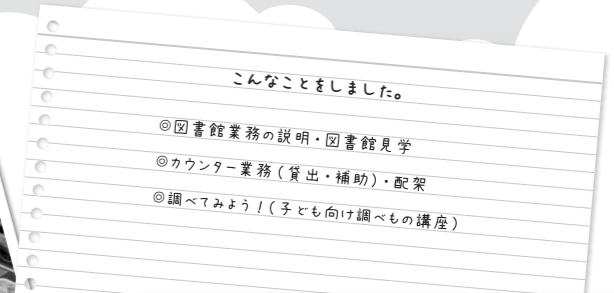 こんなことをしました。
◎図書館業務の説明・図書館見学
◎カウンター業務(貸出・補助)・配架
◎調べてみよう!(子ども向け調べもの講座)